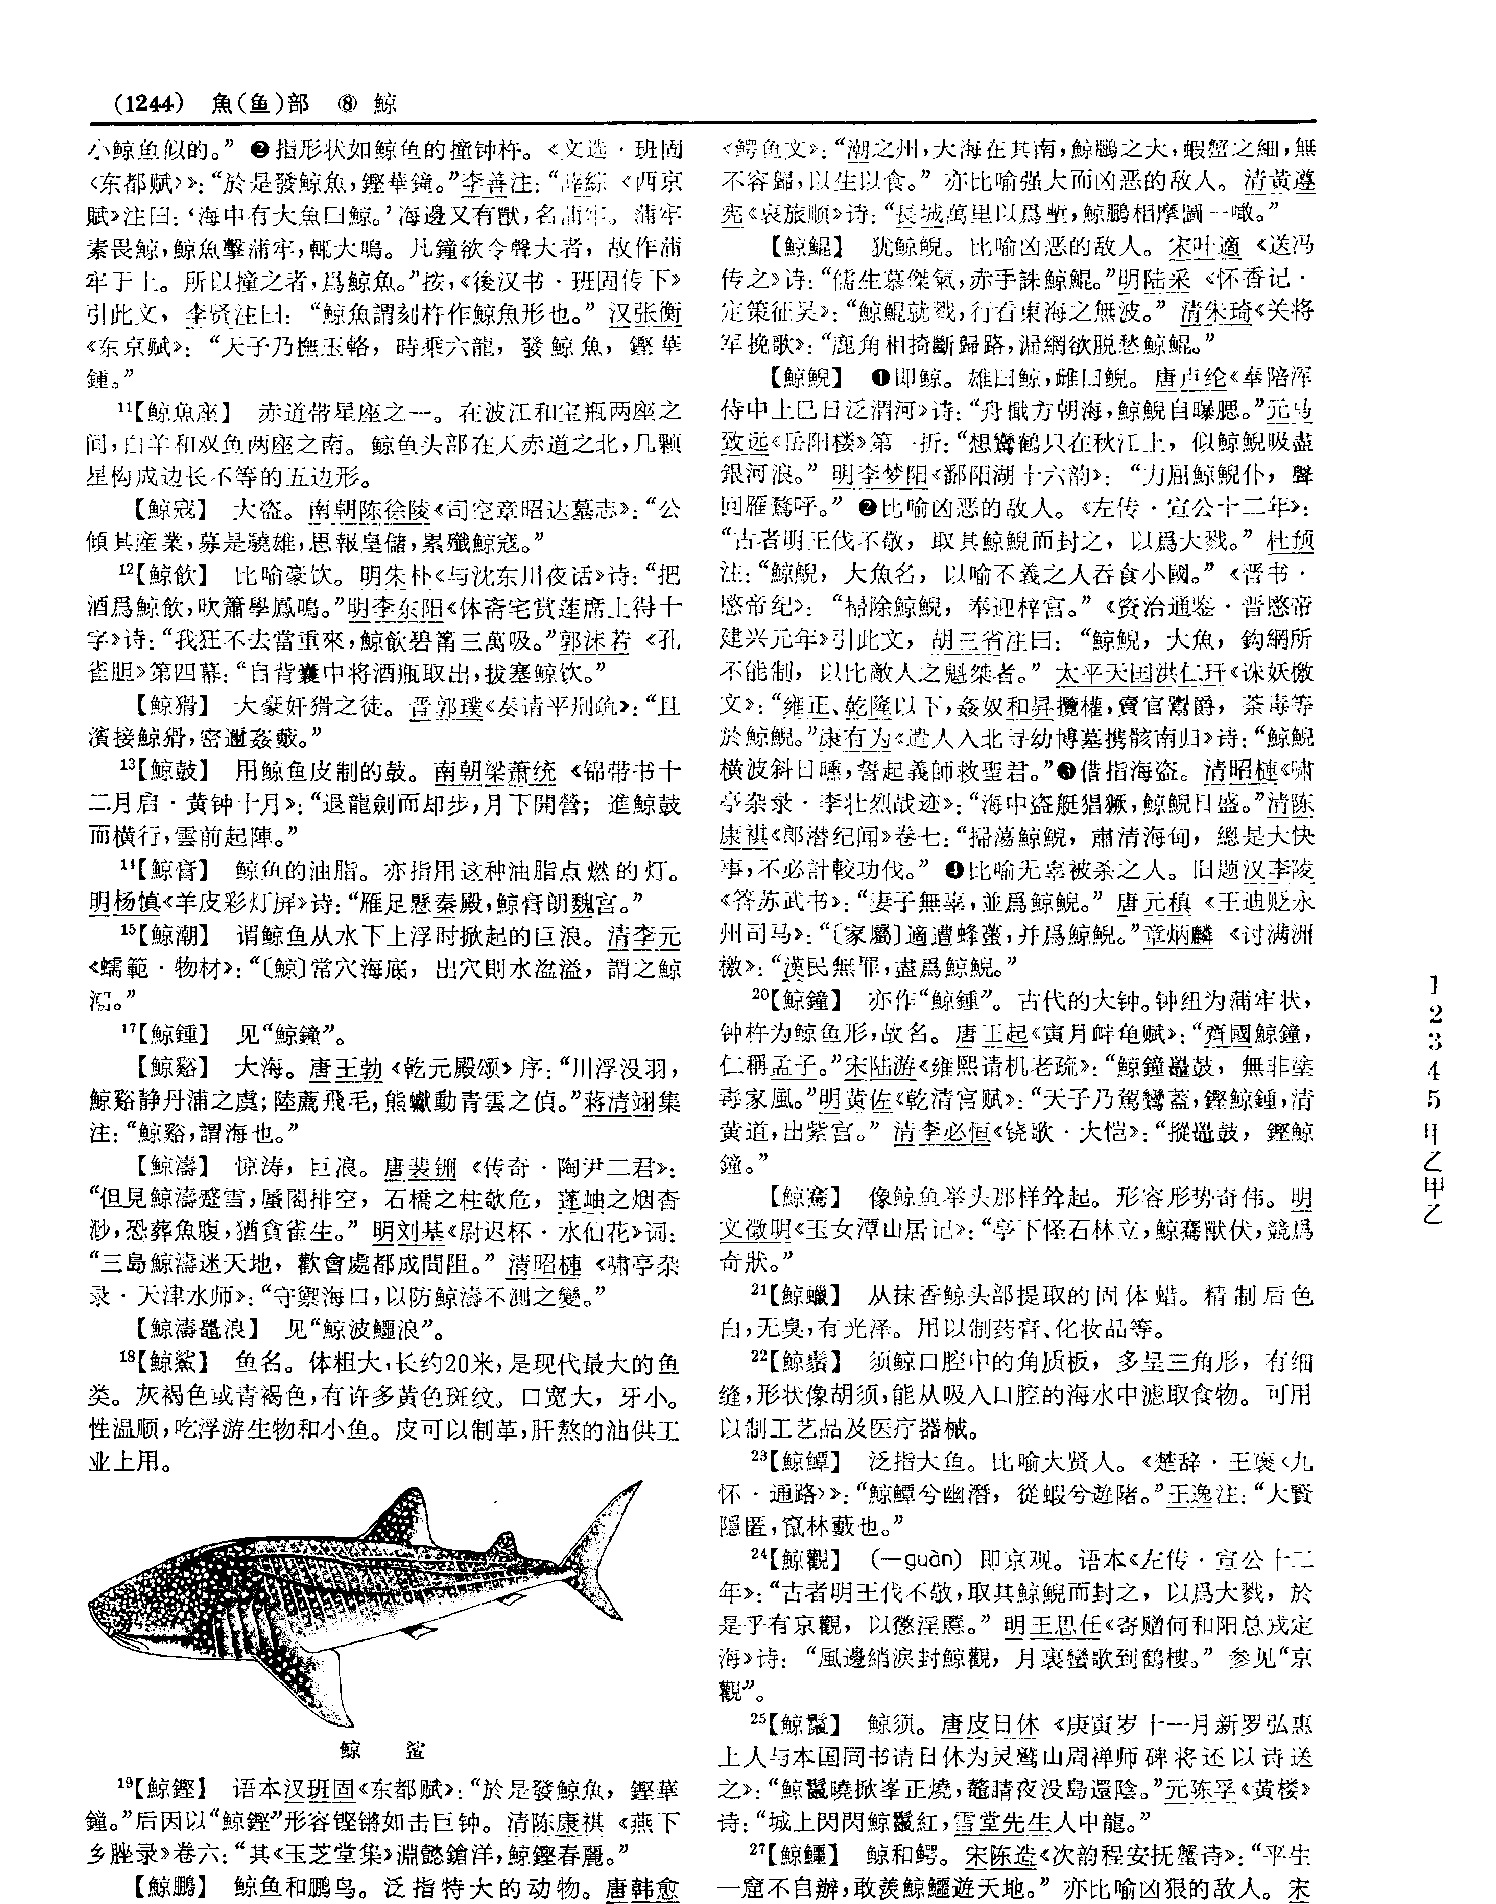 (1244) 魚(鱼)部 ⑧ 鲸
小鲸鱼似的。”❷指形状如鲸鱼的撞钟杵。《文选·班固
〈东都赋〉》：“於是發鯨魚，鏗華鐘。”李善注：“薛綜《西京
賦》注曰：‘海中有大魚曰鯨。’海邊又有獸，名蒲牢。蒲牢
素畏鯨，鯨魚擊蒲牢，輒大鳴。凡鐘欲令聲大者，故作蒲
牢于上。所以撞之者，爲鯨魚。”按，《後汉书·班固传下》
引此文，李贤注曰：“鯨魚謂刻杵作鯨魚形也。”汉张衡
《东京赋》：“天子乃撫玉輅，時乘六龍，發鯨魚，鏗華
鍾。”
11【鯨魚座】 赤道带星座之一。在波江和宝瓶两座之
间，白羊和双鱼两座之南。鲸鱼头部在天赤道之北，几颗
星构成边长不等的五边形。
【鯨寇】 大盗。南朝陈徐陵《司空章昭达墓志》：“公
傾其産業，募是驍雄，思報皇儲，累殲鯨寇。”
12【鯨飲】 比喻豪饮。明朱朴《与沈东川夜话》诗：“把
酒爲鯨飲，吹簫學鳳鳴。”明李东阳《体斋宅赏莲席上得十
字》诗：“我狂不去當重來，鯨飲碧筩三萬吸。”郭沫若《孔
雀胆》第四幕：“自背囊中将酒瓶取出，拔塞鲸饮。”
【鯨猾】 大豪奸猾之徒。晋郭璞《奏请平刑疏》：“且
濱接鯨猾，密邇姦藪。”
13【鯨鼓】 用鲸鱼皮制的鼓。南朝梁萧统《锦带书十
二月启·黄钟十月》：“退龍劍而却步，月下開營；進鯨鼓
而横行，雲前起陣。”
14【鯨膏】 鲸鱼的油脂。亦指用这种油脂点燃的灯。
明杨慎《羊皮彩灯屏》诗：“雁足懸秦殿，鯨膏朗魏宫。”
15【鯨潮】 谓鲸鱼从水下上浮时掀起的巨浪。清李元
《蠕範·物材》：“〔鯨〕常穴海底，出穴則水溢，謂之鯨
潮。”
17【鯨鍾】 见“鯨鐘”。
【鯨谿】 大海。唐王勃《乾元殿颂》序：“川浮没羽，
鯨谿静丹浦之虞；陸薦飛毛，熊巘動青雲之偵。”蒋清翊集
注：“鯨谿，謂海也。”
【鯨濤】 惊涛，巨浪。唐裴铏《传奇·陶尹二君》：
“但見鯨濤蹙雪，蜃閣排空，石橋之柱欹危，蓬岫之烟杳
渺，恐葬魚腹，猶貪雀生。”明刘基《尉迟杯·水仙花》词：
“三島鯨濤迷天地，歡會處都成間阻。”清昭槤《啸亭杂
录·天津水师》：“守禦海口，以防鯨濤不測之變。”
【鯨濤鼉浪】 见“鯨波鱷浪”。
18【鯨鯊】 鱼名。体粗大，长约20米，是现代最大的鱼
类。灰褐色或青褐色，有许多黄色斑纹。口宽大，牙小。
性温顺，吃浮游生物和小鱼。皮可以制革，肝熬的油供工
业上用。
鲸 鲨
19【鯨鏗】 语本汉班固《东都赋》：“於是發鯨魚，鏗華
鐘。”后因以“鯨鏗”形容铿锵如击巨钟。清陈康祺《燕下
乡脞录》卷六：“其《玉芝堂集》淵懿鎗洋，鯨鏗春麗。”
【鯨鵬】 鲸鱼和鹏鸟。泛指特大的动物。唐韩愈
《鳄鱼文》：“潮之州，大海在其南，鯨鵬之大，蝦蟹之細，無
不容歸，以生以食。”亦比喻强大而凶恶的敌人。清黄遵
宪《哀旅顺》诗：“長城萬里以爲塹，鯨鵬相摩圖一噉。”
【鯨鯤】 犹鲸鲵。比喻凶恶的敌人。宋叶適《送冯
传之》诗：“儒生慕桀氣，赤手誅鯨鯤。”明陆采《怀香记·
定策征吴》：“鯨鯤就戮，行看東海之無波。”清朱琦《关将
军挽歌》：“鹿角相掎斷歸路，漏網欲脱愁鯨鯤。”
【鯨鯢】 ❶即鲸。雄曰鲸，雌曰鲵。唐卢纶《奉陪浑
侍中上巳日泛渭河》诗：“舟檝方朝海，鯨鯢自曝腮。”元马
致远《岳阳楼》第一折：“想鸞鶴只在秋江上，似鯨鯢吸盡
銀河浪。”明李梦阳《鄱阳湖十六韵》：“力屈鯨鯢仆，聲
回雁鶩呼。”❷比喻凶恶的敌人。《左传·宣公十二年》：
“古者明王伐不敬，取其鯨鯢而封之，以爲大戮。”杜预
注：“鯨鯢，大魚名，以喻不義之人吞食小國。”《晋书·
愍帝纪》：“掃除鯨鯢，奉迎梓宫。”《资治通鉴·晋愍帝
建兴元年》引此文，胡三省注曰：“鯨鯢，大魚，鈎網所
不能制，以比敵人之魁桀者。”太平天囯洪仁玕《诛妖檄
文》：“雍正、乾隆以下，姦奴和昇攬權，賣官鬻爵，荼毒等
於鯨鯢。”康有为《遣人入北寻幼博墓携骸南归》诗：“鯨鯢
横波斜日曛，誓起義師救聖君。”❸借指海盗。清昭槤《啸
亭杂录·李壮烈战迹》：“海中盗艇猖獗，鯨鯢日盛。”清陈
康祺《郎潜纪闻》卷七：“掃蕩鯨鯢，肅清海甸，總是大快
事，不必計較功伐。”❹比喻无辜被杀之人。旧题汉李陵
《答苏武书》：“妻子無辜，並爲鯨鯢。”唐元稹《王迪贬永
州司马》：“〔家屬〕適遭蜂蠆，并爲鯨鯢。”章炳麟《讨满洲
檄》：“漢民無罪，盡爲鯨鯢。”
20【鯨鐘】 亦作“鯨鍾”。古代的大钟。钟纽为蒲牢状，
钟杵为鲸鱼形，故名。唐王起《寅月衅龟赋》：“齊國鯨鐘，
仁稱孟子。”宋陆游《雍熙请机老疏》：“鯨鐘鼉鼓，無非塗
毒家風。”明黄佐《乾清宫赋》：“天子乃駕鸞蓋，鏗鯨鍾，清
黄道，出紫宫。”清李必恒《铙歌·大恺》：“摐鼉鼓，鏗鯨
鐘。”
【鯨騫】 像鲸鱼举头那样耸起。形容形势奇伟。明
文徵明《玉女潭山居记》：“亭下怪石林立，鯨騫獸伏，競爲
奇狀。”
21【鯨蠟】 从抹香鲸头部提取的固体蜡。精制后色
白，无臭，有光泽。用以制药膏、化妆品等。
22【鯨鬚】 须鲸口腔中的角质板，多呈三角形，有细
缝，形状像胡须，能从吸入口腔的海水中滤取食物。可用
以制工艺品及医疗器械。
23【鯨鱏】 泛指大鱼。比喻大贤人。《楚辞·王褒〈九
怀·通路〉》：“鯨鱏兮幽潛，從蝦兮遊陼。”王逸注：“大賢
隱匿，竄林藪也。”
24【鯨觀】 （—guàn）即京观。语本《左传·宣公十二
年》：“古者明王伐不敬，取其鯨鯢而封之，以爲大戮，於
是乎有京觀，以懲淫慝。”明王思任《寄赠何和阳总戎定
海》诗：“風邊綃淚封鯨觀，月裏蠻歌到鶴樓。”参见“京
觀”。
25【鯨鬣】 鲸须。唐皮日休《庚寅岁十一月新罗弘惠
上人与本国同书请日休为灵鹫山周禅师碑将还以诗送
之》：“鯨鬣曉掀峯正燒，鼇睛夜没島還陰。”元陈孚《黄楼》
诗：“城上閃閃鯨鬣紅，雪堂先生人中龍。”
27【鯨鱷】 鲸和鳄。宋陈造《次韵程安抚蟹诗》：“平生
一窟不自辦，敢羨鯨鱷遊天地。”亦比喻凶狠的敌人。宋
1
2
3
4
5
甲
乙
甲
乙